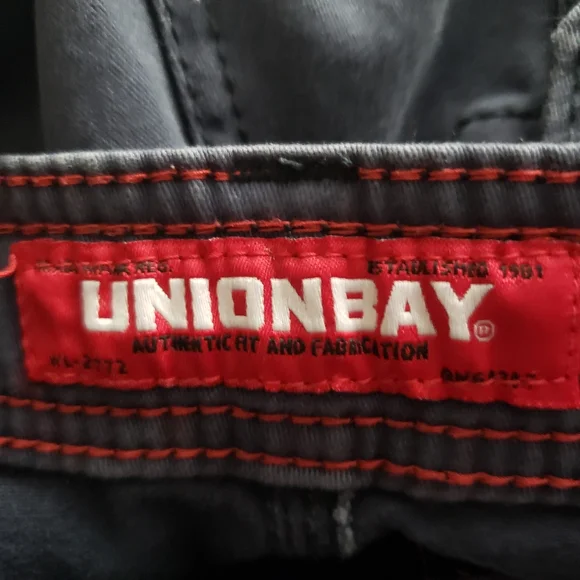 ESTABLISHED 1981
UNIONBAY®
AUTHENTIC FIT AND FABRICATION